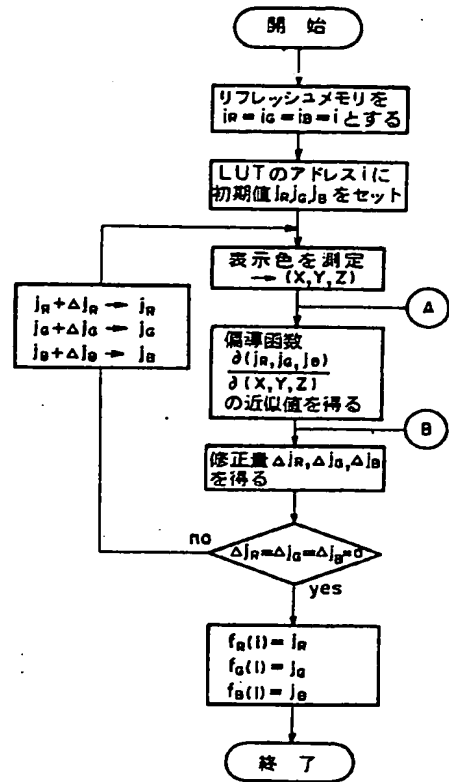 開始
リフレッシュメモリを
iR = iG = iB = i とする
LUTのアドレスiに
初期値 jR jG jB をセット
表示色を測定
→ (X,Y,Z)
A
jR + ΔjR → jR
jG + ΔjG → jG
jB + ΔjB → jB
偏導函数
∂(jR, jG, jB)
∂(X,Y,Z)
の近似値を得る
B
修正量 ΔjR, ΔjG, ΔjB
を得る
no
ΔjR=ΔjG=ΔjB=0
yes
fR(i) = jR
fG(i) = jG
fB(i) = jB
終了